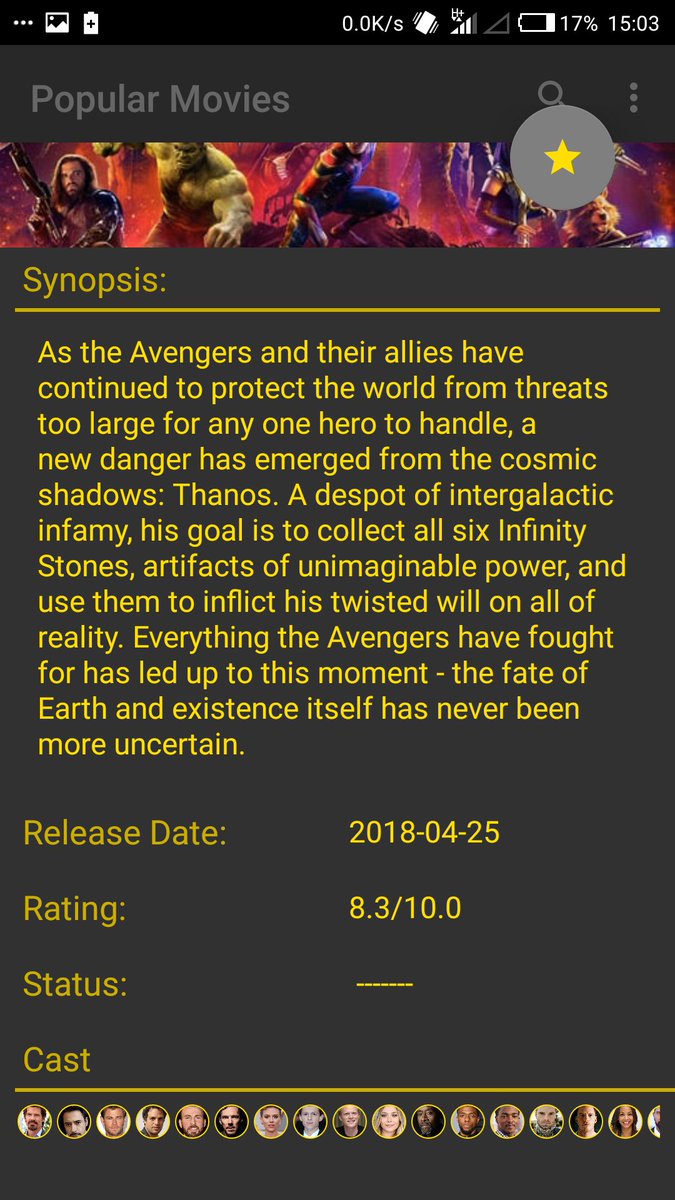 0.0K/s H+ 17% 15:03
Popular Movies
Synopsis:
As the Avengers and their allies have
continued to protect the world from threats
too large for any one hero to handle, a
new danger has emerged from the cosmic
shadows: Thanos. A despot of intergalactic
infamy, his goal is to collect all six Infinity
Stones, artifacts of unimaginable power, and
use them to inflict his twisted will on all of
reality. Everything the Avengers have fought
for has led up to this moment - the fate of
Earth and existence itself has never been
more uncertain.
Release Date: 2018-04-25
Rating: 8.3/10.0
Status: -------
Cast